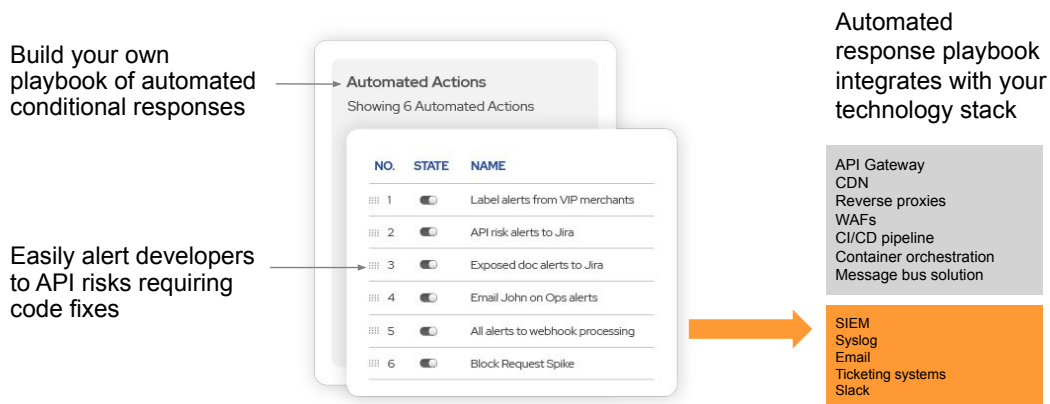 Build your own
playbook of automated
conditional responses
Easily alert developers
to API risks requiring
code fixes
Automated Actions
Showing 6 Automated Actions
NO. STATE NAME
1 Label alerts from VIP merchants
2 API risk alerts to Jira
3 Exposed doc alerts to Jira
4 Email John on Ops alerts
5 All alerts to webhook processing
6 Block Request Spike
Automated
response playbook
integrates with your
technology stack
API Gateway
CDN
Reverse proxies
WAFs
CI/CD pipeline
Container orchestration
Message bus solution
SIEM
Syslog
Email
Ticketing systems
Slack